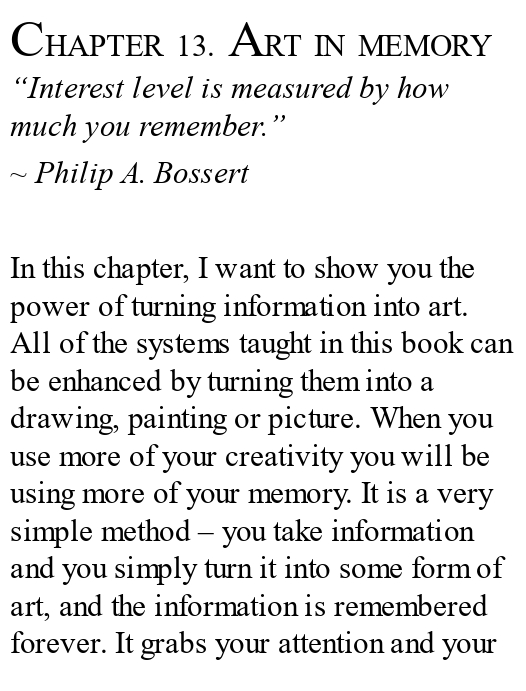 CHAPTER 13. ART IN MEMORY
“Interest level is measured by how
much you remember.”
~ Philip A. Bossert
In this chapter, I want to show you the
power of turning information into art.
All of the systems taught in this book can
be enhanced by turning them into a
drawing, painting or picture. When you
use more of your creativity you will be
using more of your memory. It is a very
simple method – you take information
and you simply turn it into some form of
art, and the information is remembered
forever. It grabs your attention and your